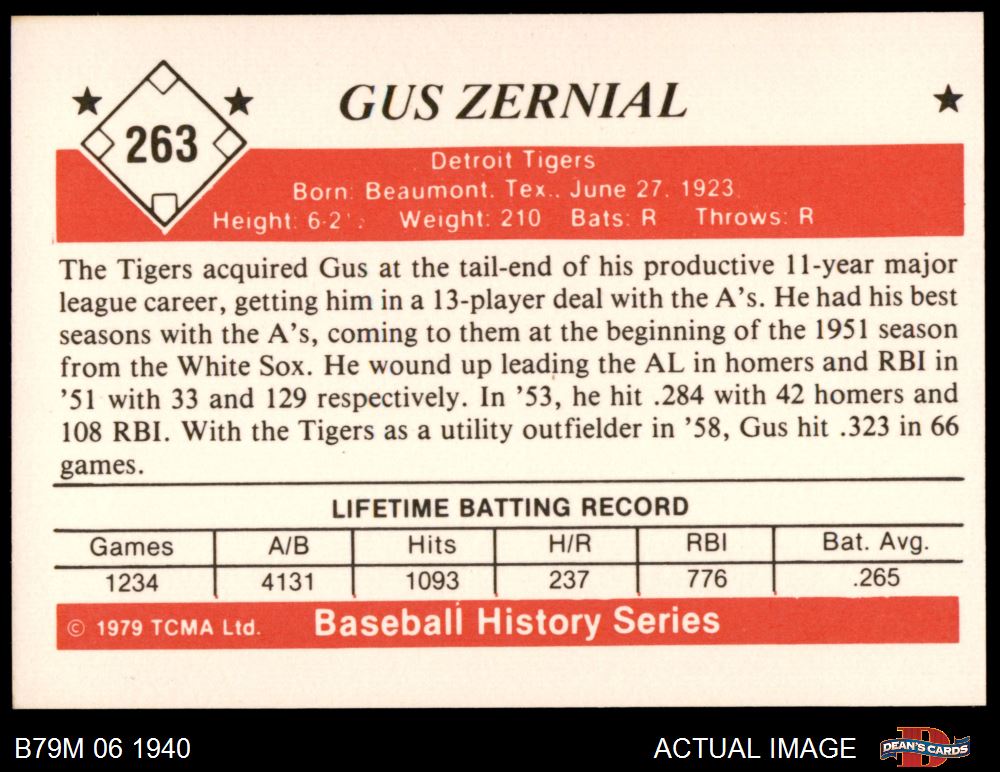 263
GUS ZERNIAL
Detroit Tigers
Born: Beaumont, Tex., June 27, 1923.
Height: 6-2½ Weight: 210 Bats: R Throws: R
The Tigers acquired Gus at the tail-end of his productive 11-year major
league career, getting him in a 13-player deal with the A's. He had his best
seasons with the A's, coming to them at the beginning of the 1951 season
from the White Sox. He wound up leading the AL in homers and RBI in
'51 with 33 and 129 respectively. In '53, he hit .284 with 42 homers and
108 RBI. With the Tigers as a utility outfielder in '58, Gus hit .323 in 66
games.
LIFETIME BATTING RECORD
Games A/B Hits H/R RBI Bat. Avg.
1234 4131 1093 237 776 .265
© 1979 TCMA Ltd. Baseball History Series
B79M 06 1940 ACTUAL IMAGE DEAN'S CARDS